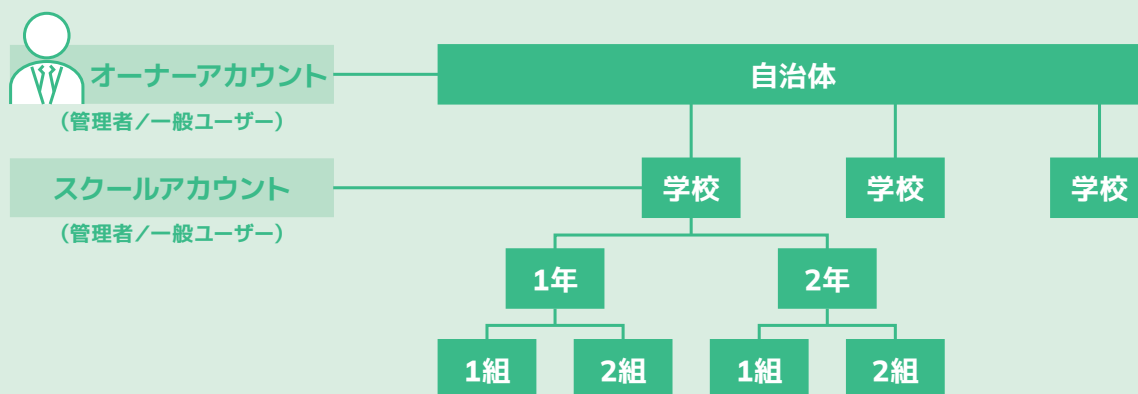 オーナーアカウント
自治体
（管理者／一般ユーザー）
スクールアカウント
学校
学校
学校
（管理者／一般ユーザー）
1年
2年
1組
2組
1組
2組